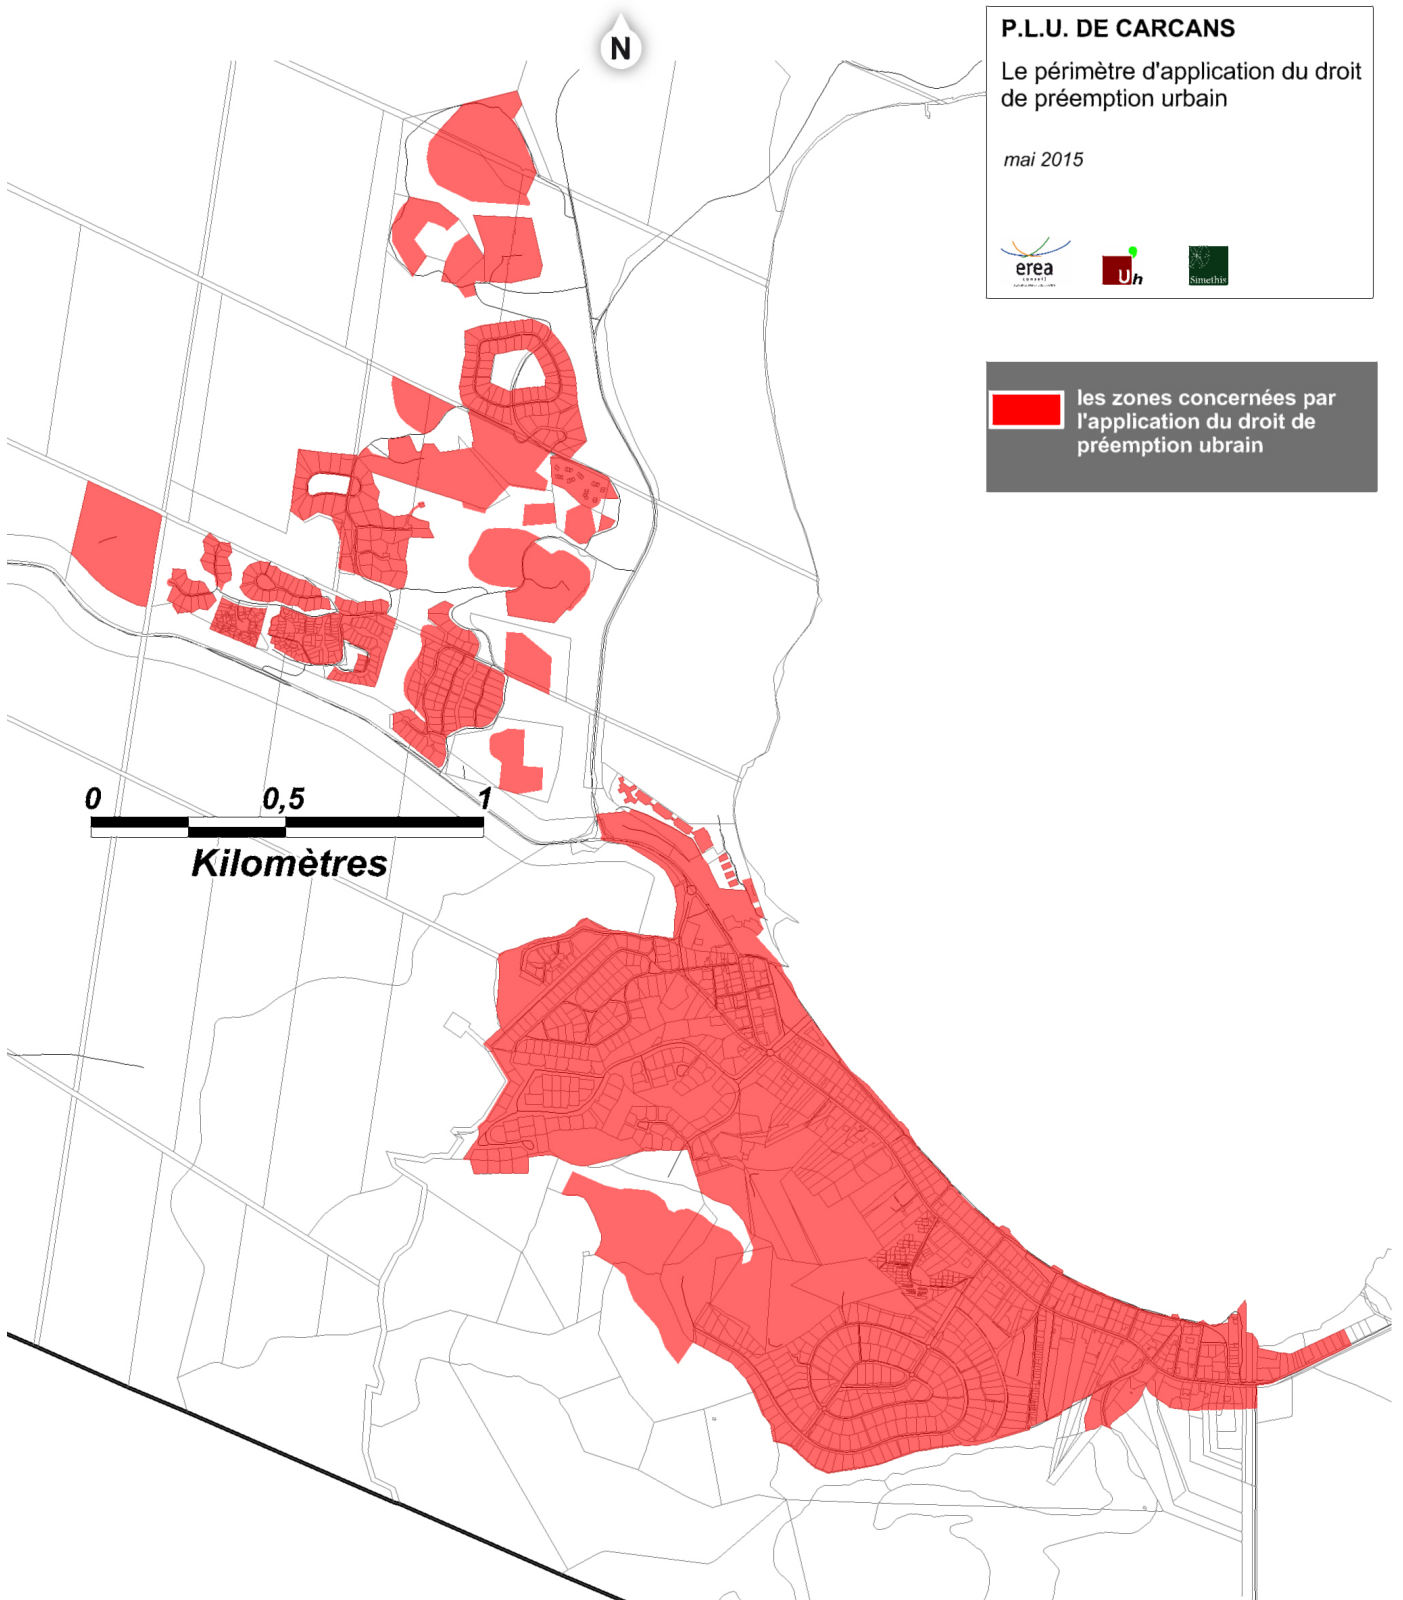 N
P.L.U. DE CARCANS
Le périmètre d'application du droit
de préemption urbain
mai 2015
erea
conseil
Uh
Simethis
les zones concernées par
l'application du droit de
préemption ubrain
0 0,5 1
Kilomètres